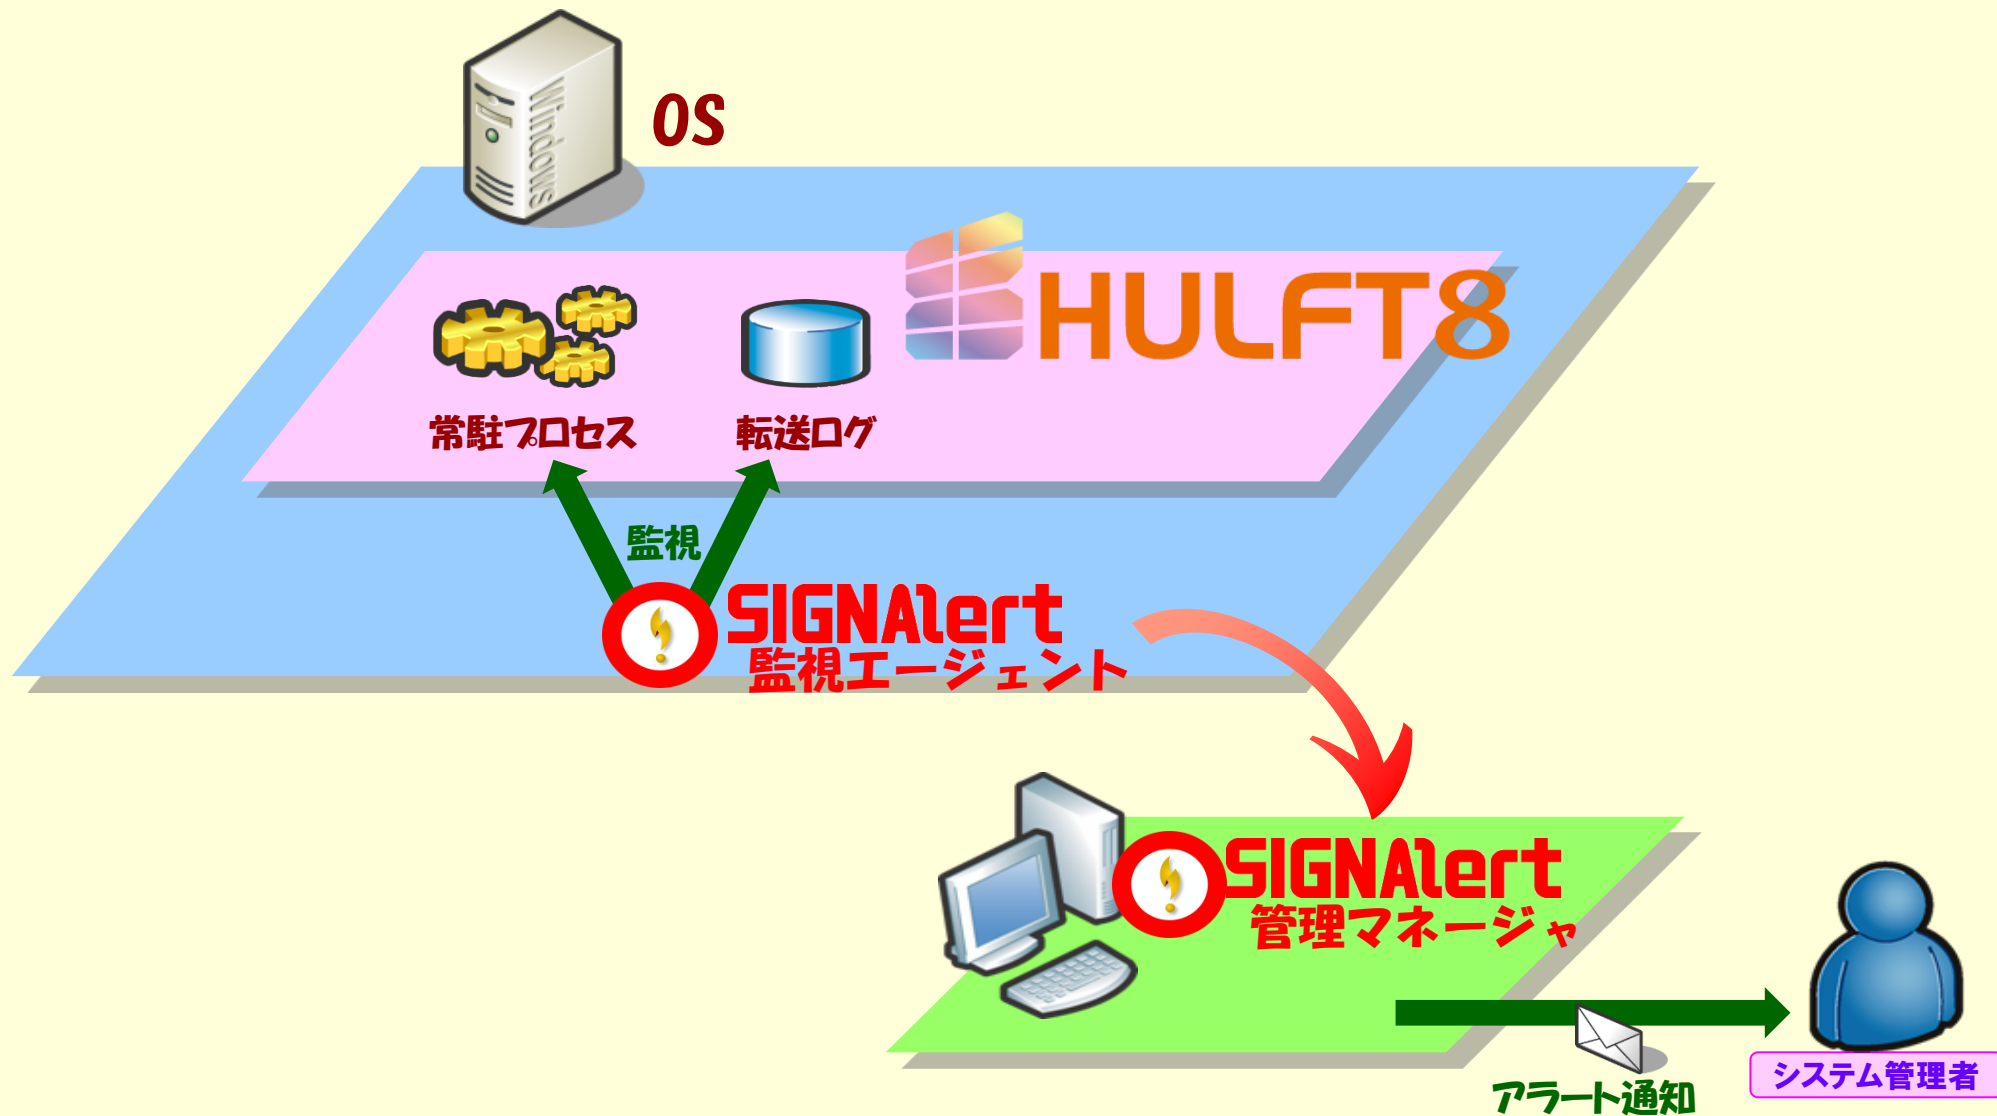 Windows
OS
HULFT8
常駐プロセス
転送ログ
監視
SIGNAlert
監視エージェント
SIGNAlert
管理マネージャ
アラート通知
システム管理者